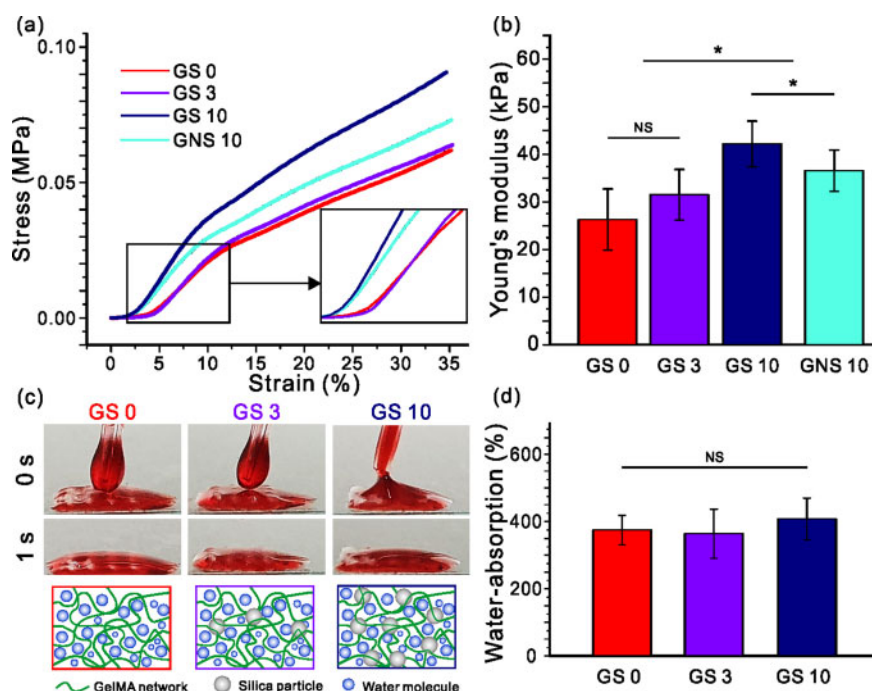 (a)
GS 0
GS 3
GS 10
GNS 10
0.10
0.05
0.00
Stress (MPa)
0 5 10 15 20 25 30 35
Strain (%)
(b)
*
*
NS
60
50
40
30
20
10
0
Young's modulus (kPa)
GS 0 GS 3 GS 10 GNS 10
(c)
GS 0 GS 3 GS 10
0 s
1 s
GelMA network Silica particle Water molecule
(d)
NS
600
400
200
0
Water-absorption (%)
GS 0 GS 3 GS 10